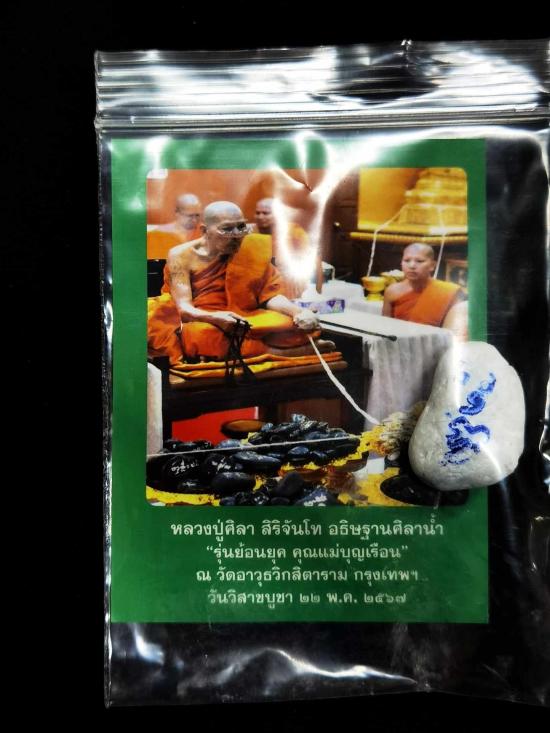 หลวงปู่ศิลา สิริจันโท อธิษฐานศิลาน้ำ
“รุ่นย้อนยุค คุณแม่บุญเรือน”
ณ วัดอาวุธวิกสิตาราม กรุงเทพฯ
วันวิสาขบูชา ๒๒ พ.ค. ๒๕๖๗